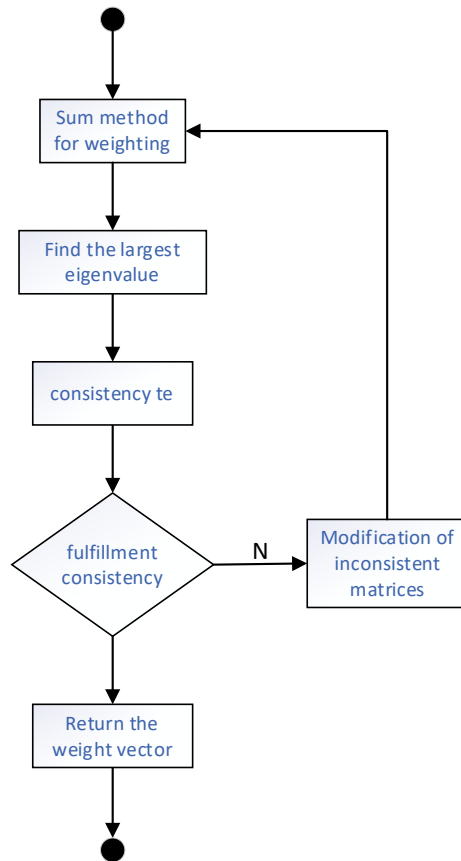 Sum method
for weighting
Find the largest
eigenvalue
consistency te
fulfillment
consistency
N
Modification of
inconsistent
matrices
Return the
weight vector